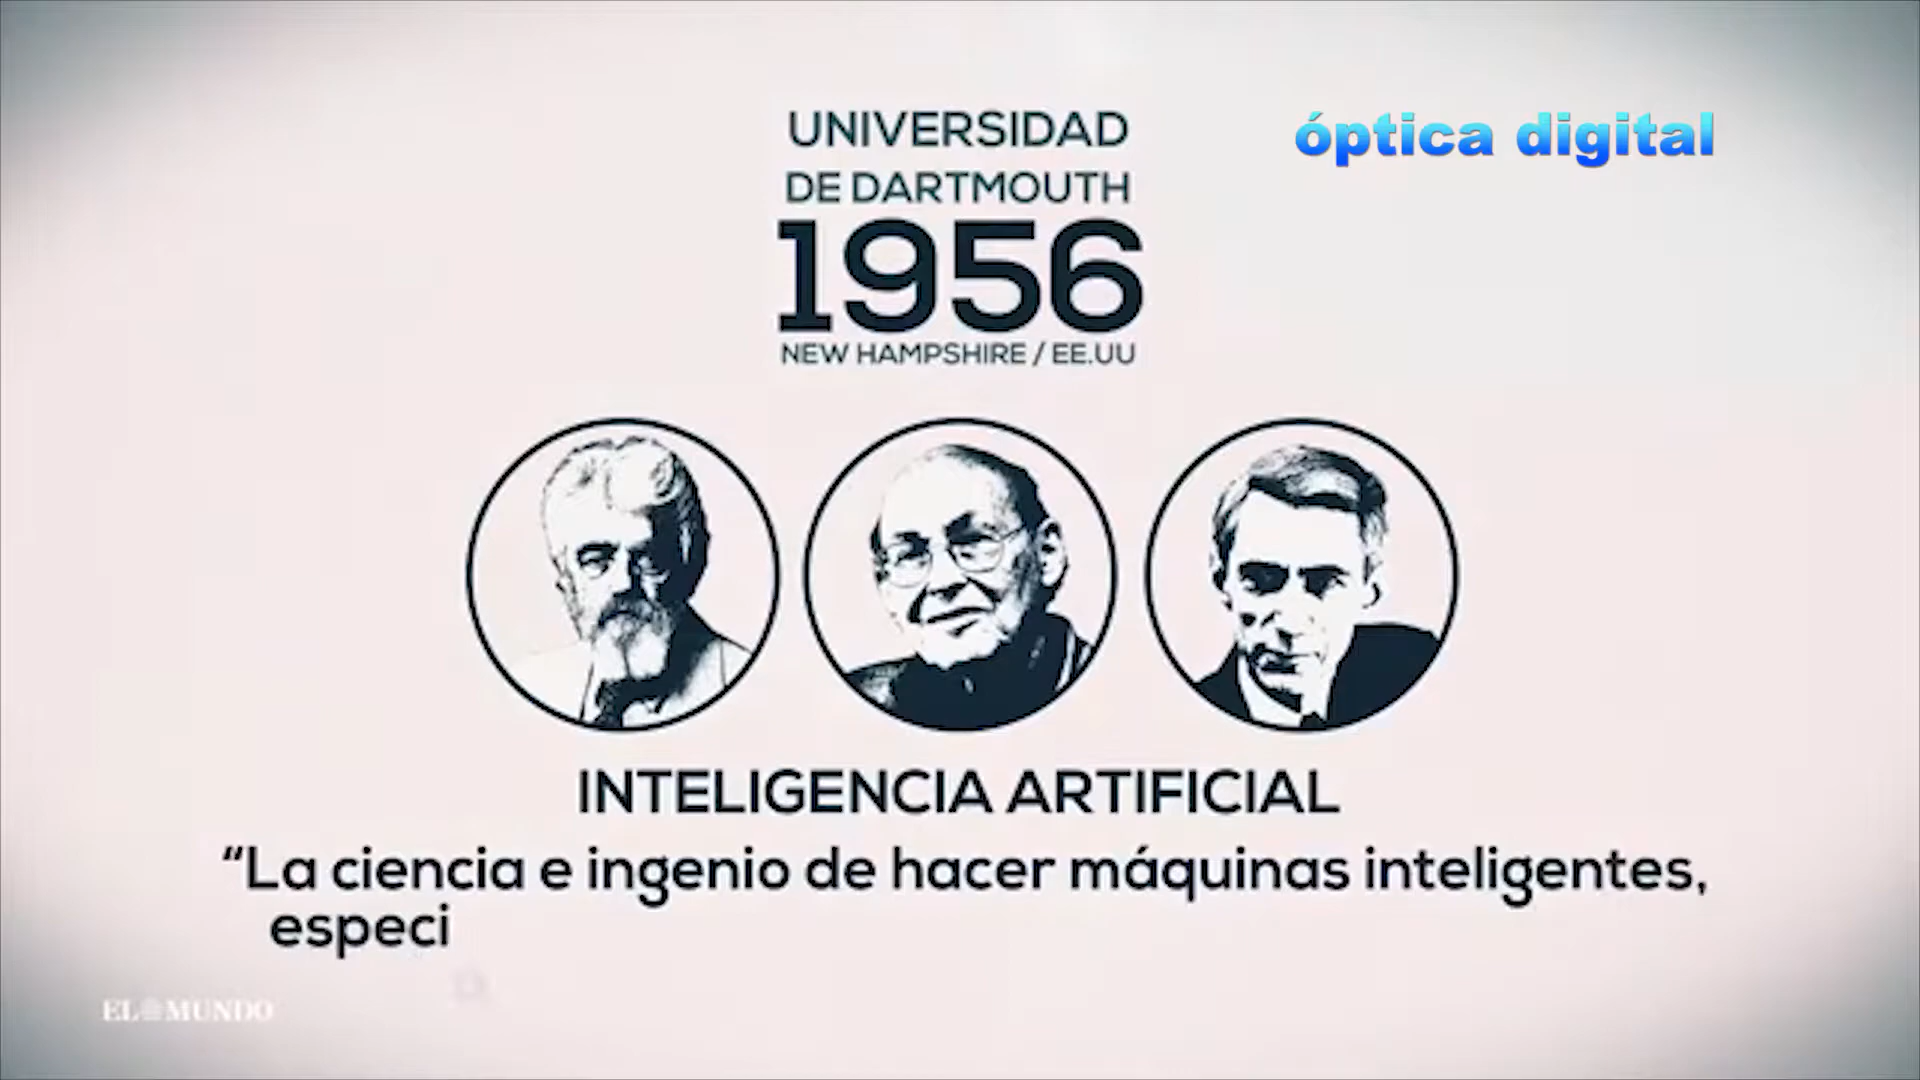 UNIVERSIDAD
DE DARTMOUTH
1956
NEW HAMPSHIRE / EE.UU
óptica digital
INTELIGENCIA ARTIFICIAL
“La ciencia e ingenio de hacer máquinas inteligentes,
especi
EL MUNDO